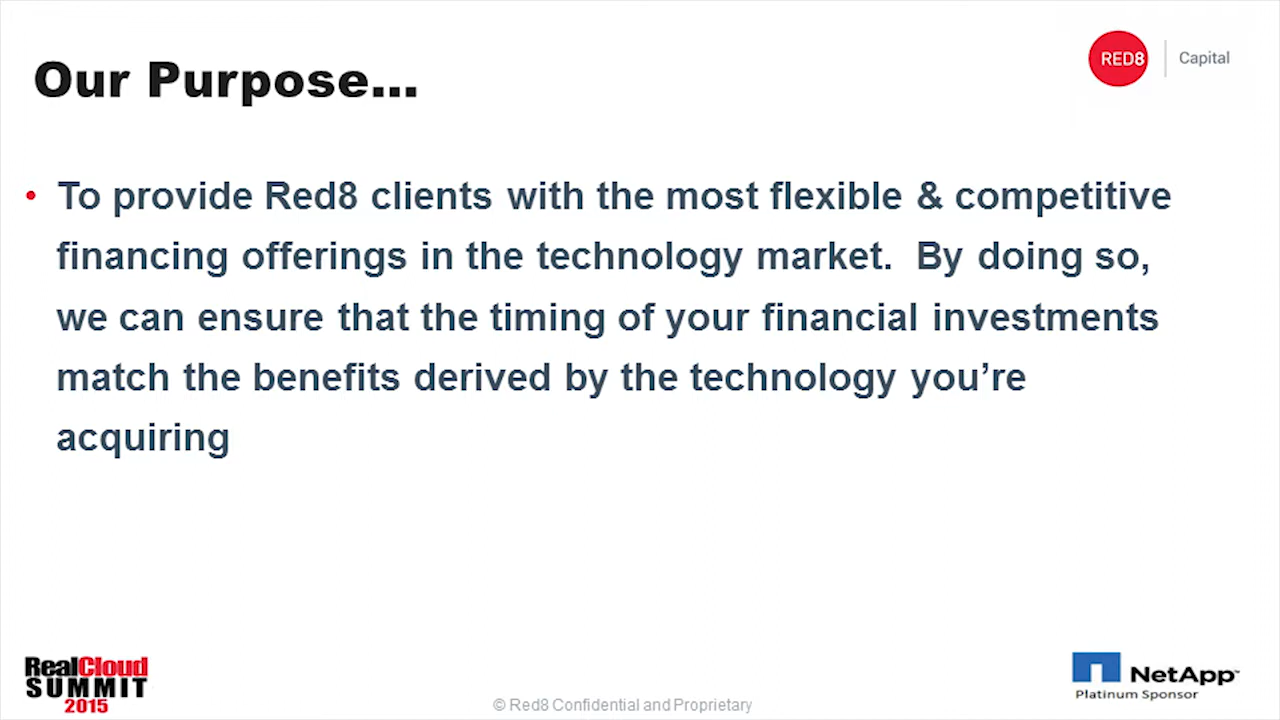 Our Purpose...
RED8 | Capital
• To provide Red8 clients with the most flexible & competitive
financing offerings in the technology market.  By doing so,
we can ensure that the timing of your financial investments
match the benefits derived by the technology you’re
acquiring
RealCloud
SUMMIT
2015
© Red8 Confidential and Proprietary
NetApp™
Platinum Sponsor